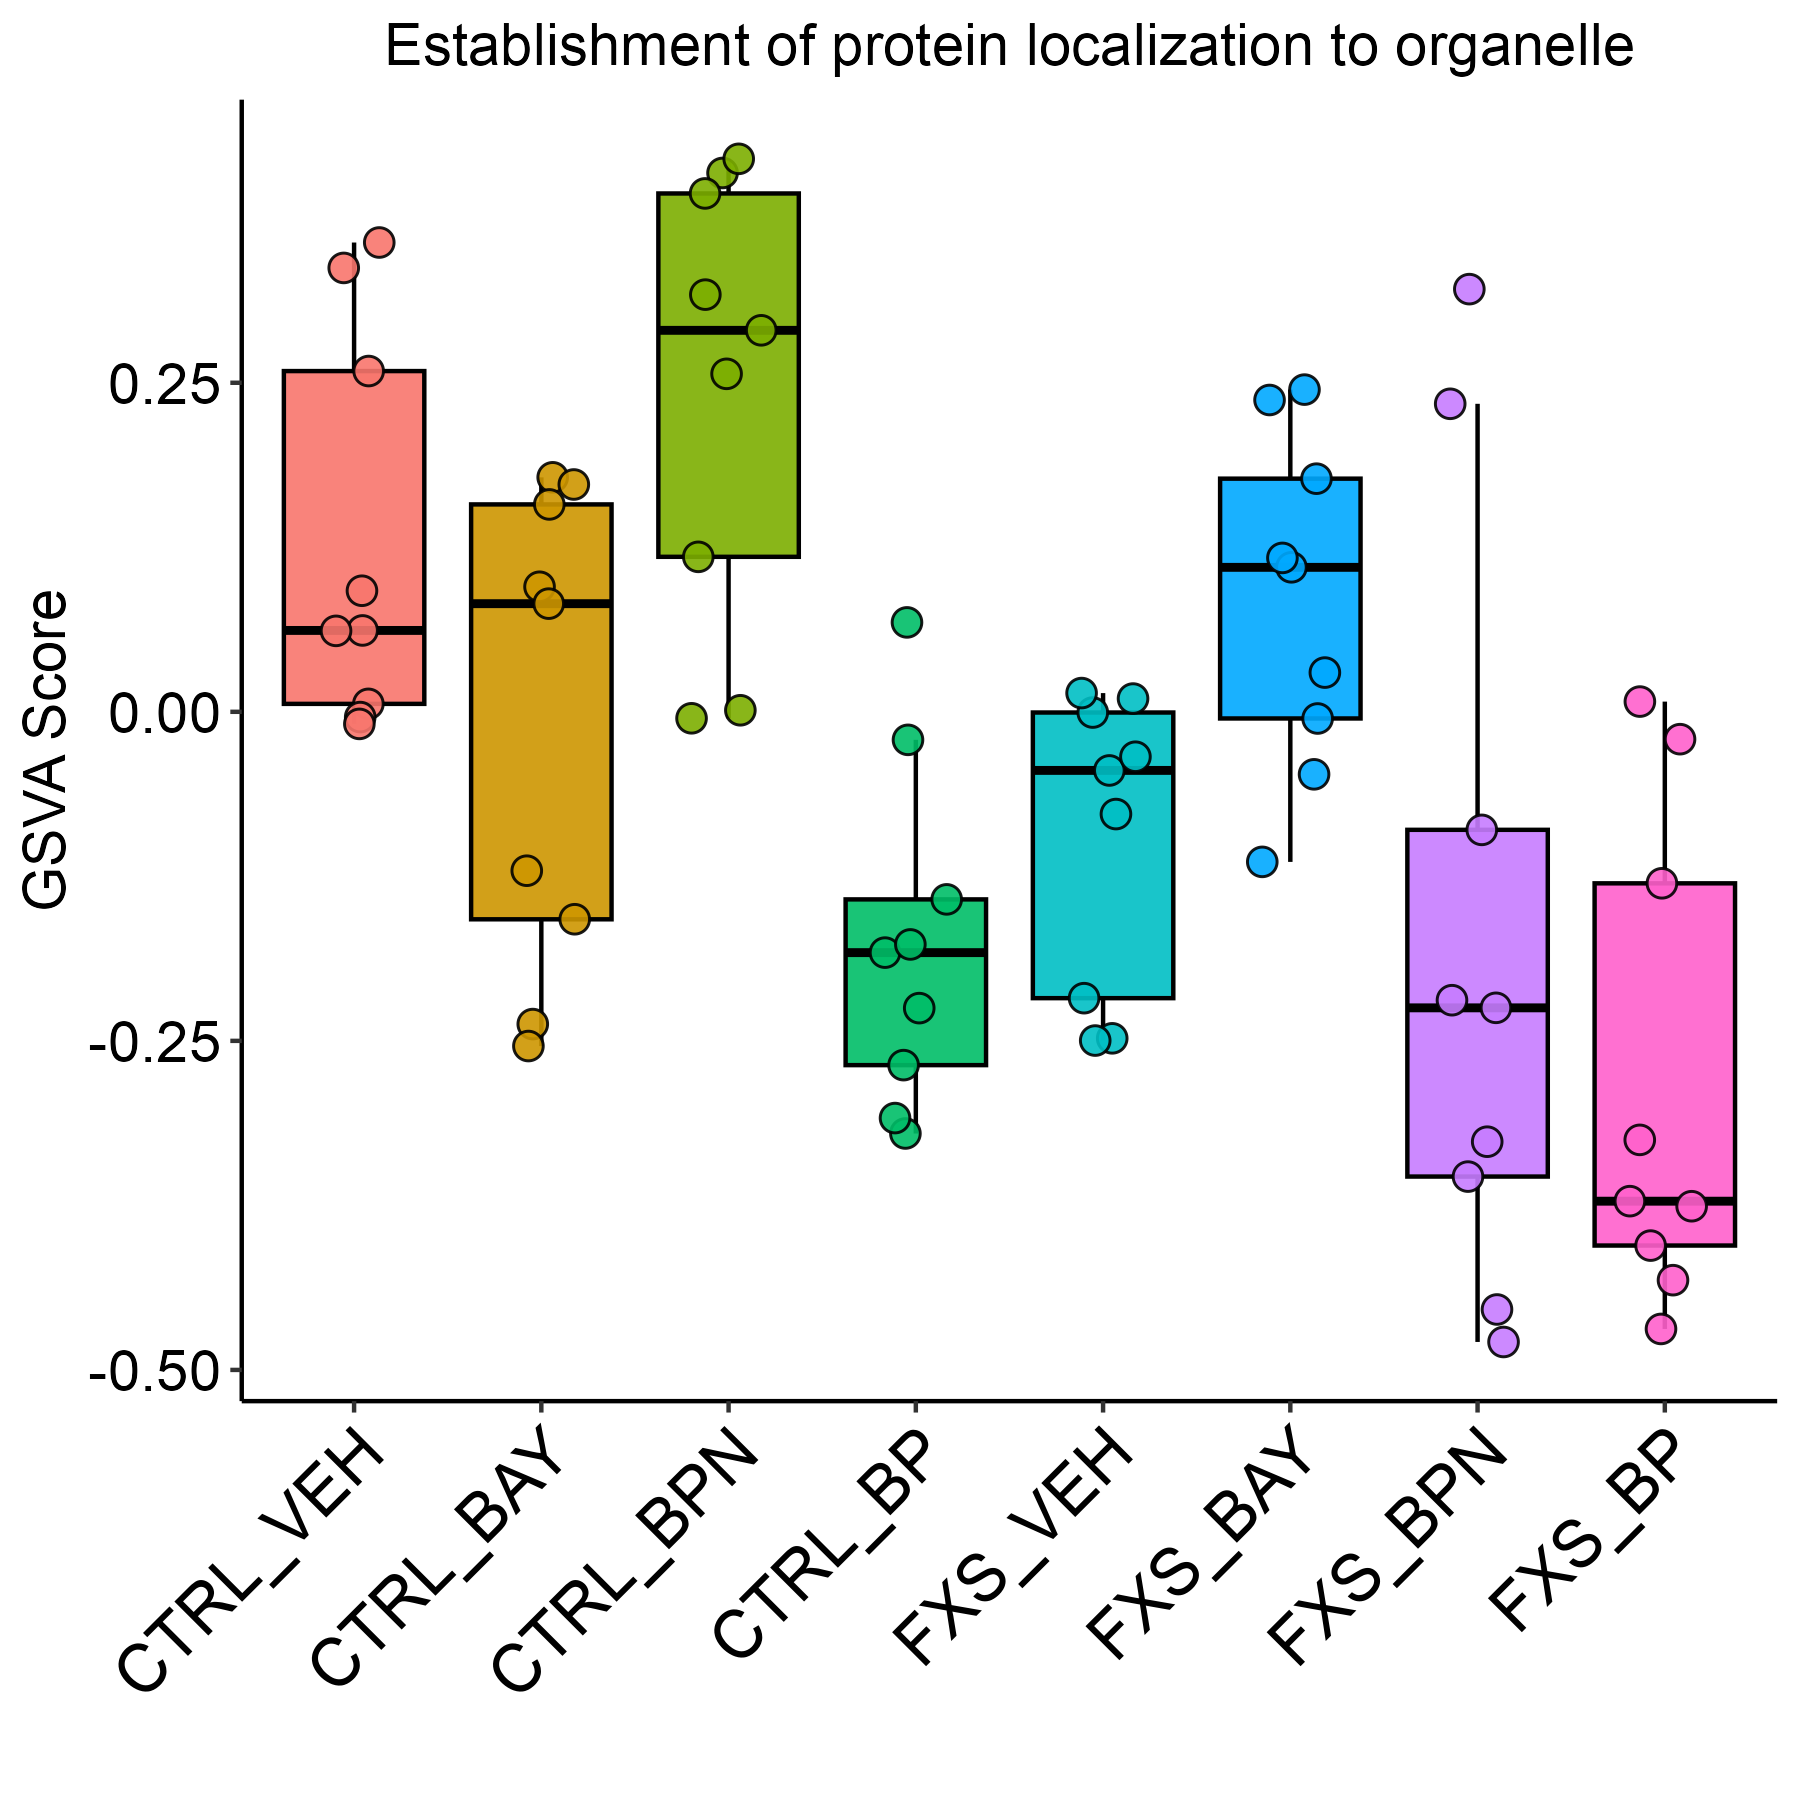 Establishment of protein localization to organelle
GSVA Score
0.25
0.00
-0.25
-0.50
CTRL_VEH
CTRL_BAY
CTRL_BPN
CTRL_BP
FXS_VEH
FXS_BAY
FXS_BPN
FXS_BP